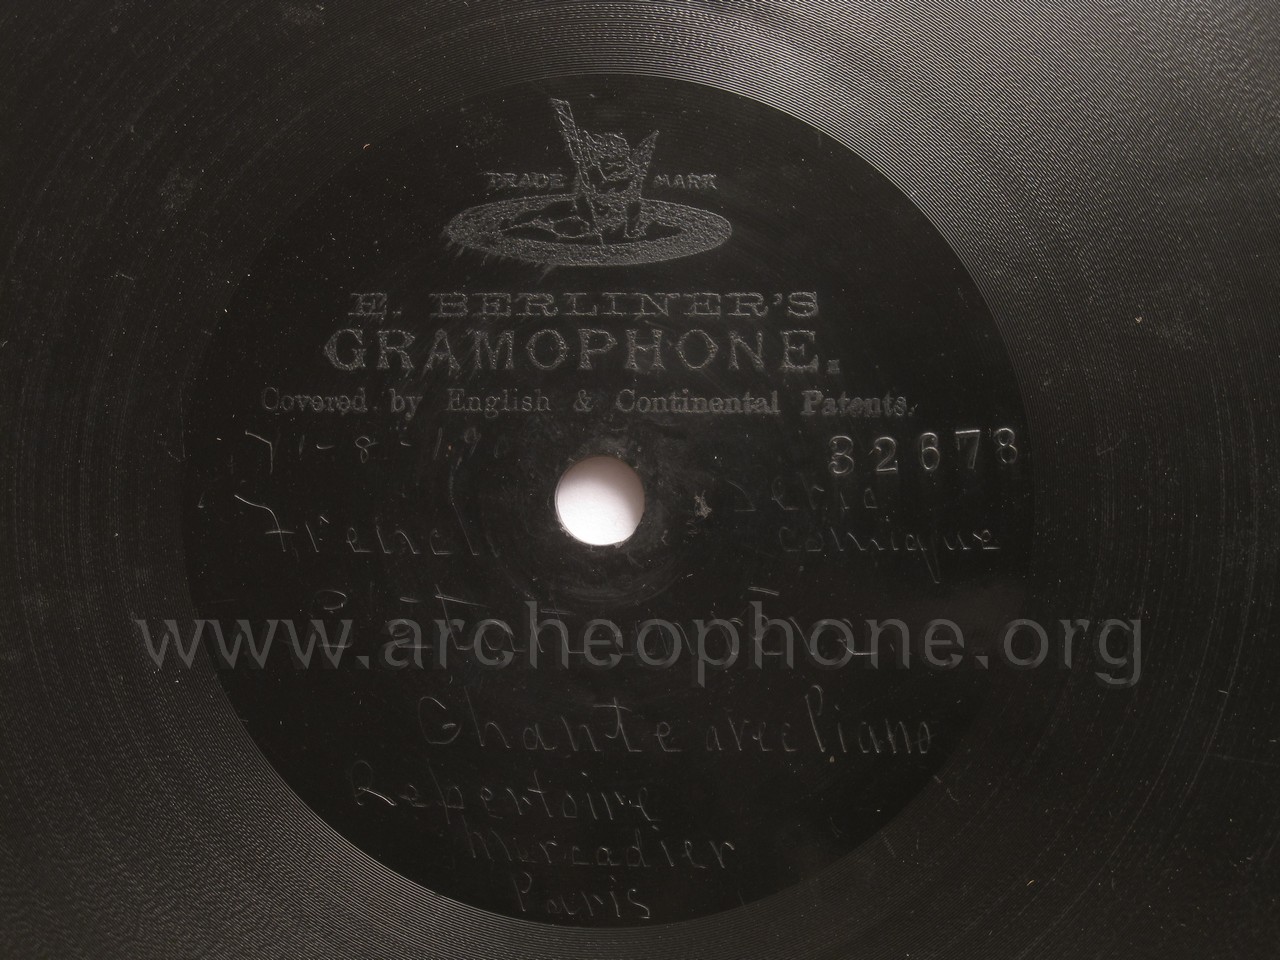 TRADE MARK
E. BERLINER'S
GRAMOPHONE.
Covered by English & Continental Patents.
32673
French
comique
www.archeophone.org
Chante avec Piano
Repertoire
Mercadier
Paris